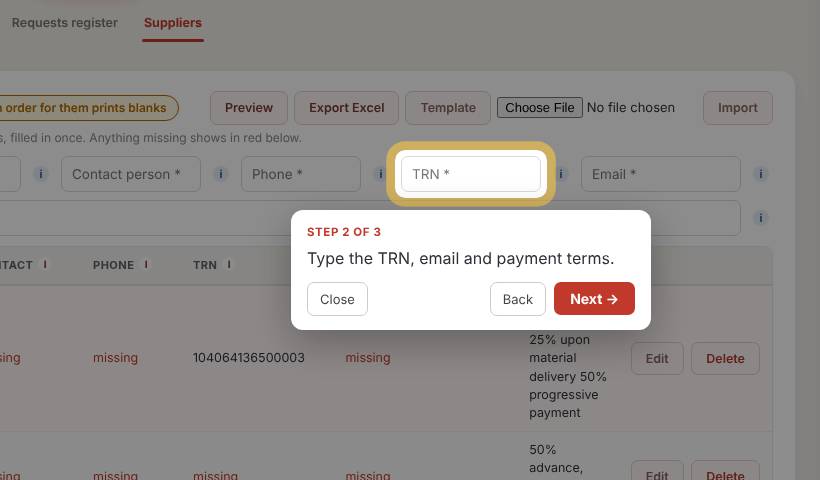 Requests register Suppliers
order for them prints blanks Preview Export Excel Template Choose File No file chosen Import
, filled in once. Anything missing shows in red below.
i Contact person * i Phone * i TRN * i Email * i
i
STEP 2 OF 3
Type the TRN, email and payment terms.
Close Back Next →
PHONE i TRN i
missing 104064136500003 missing
25% upon
material
delivery 50%
progressive
payment
Edit Delete
missing missing missing
50%
advance,
Edit Delete